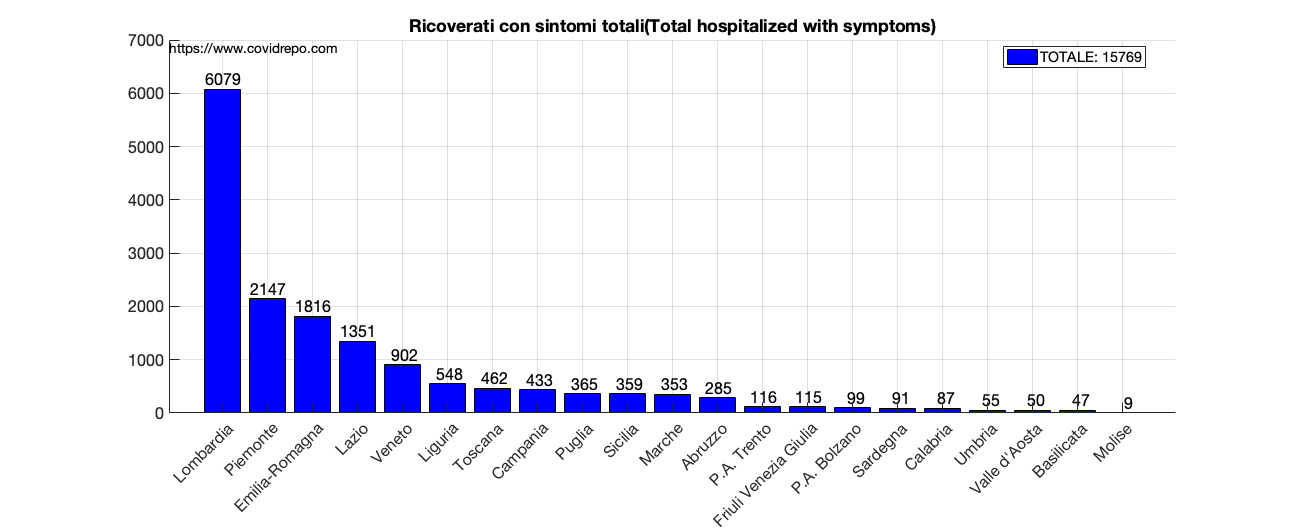 Ricoverati con sintomi totali(Total hospitalized with symptoms)
https://www.covidrepo.com
TOTALE: 15769
7000
6000
5000
4000
3000
2000
1000
0
6079
2147
1816
1351
902
548
462
433
365
359
353
285
116
115
99
91
87
55
50
47
9
Lombardia
Piemonte
Emilia-Romagna
Lazio
Veneto
Liguria
Toscana
Campania
Puglia
Sicilia
Marche
Abruzzo
P.A. Trento
Friuli Venezia Giulia
P.A. Bolzano
Sardegna
Calabria
Umbria
Valle d'Aosta
Basilicata
Molise